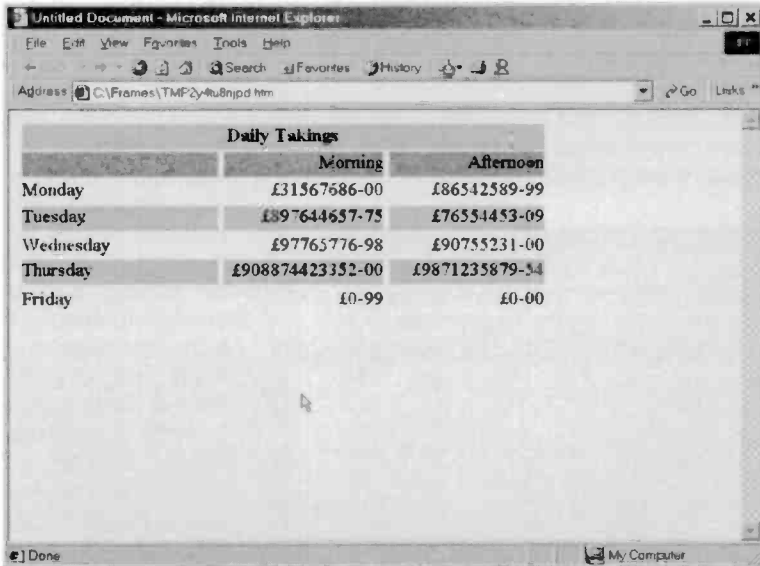 Untitled Document - Microsoft Internet Explorer
File Edit View Favorites Tools Help
Search Favorites History
Address C:\Frames\TMP2y4tu8njpd.htm Go Links »
Daily Takings
Morning Afternoon
Monday £31567686-00 £86542589-99
Tuesday £897644657-75 £76554453-09
Wednesday £97765776-98 £90755231-00
Thursday £908874423352-00 £9871235879-54
Friday £0-99 £0-00
Done My Computer